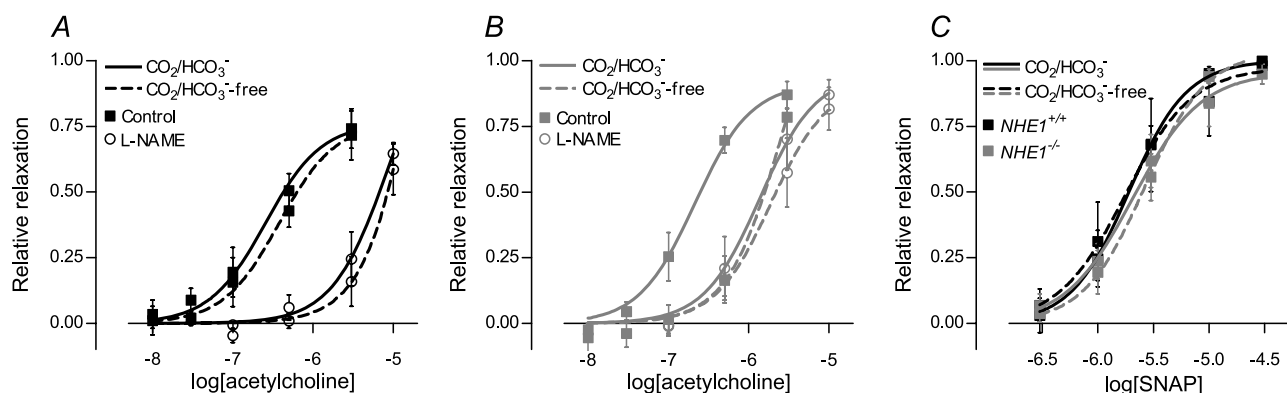 A
CO₂/HCO₃⁻
CO₂/HCO₃⁻-free
Control
L-NAME
1.00
0.75
0.50
0.25
0.00
Relative relaxation
-8
-7
-6
-5
log[acetylcholine]
B
CO₂/HCO₃⁻
CO₂/HCO₃⁻-free
Control
L-NAME
1.00
0.75
0.50
0.25
0.00
Relative relaxation
-8
-7
-6
-5
log[acetylcholine]
C
CO₂/HCO₃⁻
CO₂/HCO₃⁻-free
NHE1⁺/⁺
NHE1⁻/⁻
1.00
0.75
0.50
0.25
0.00
Relative relaxation
-6.5
-6.0
-5.5
-5.0
-4.5
log[SNAP]